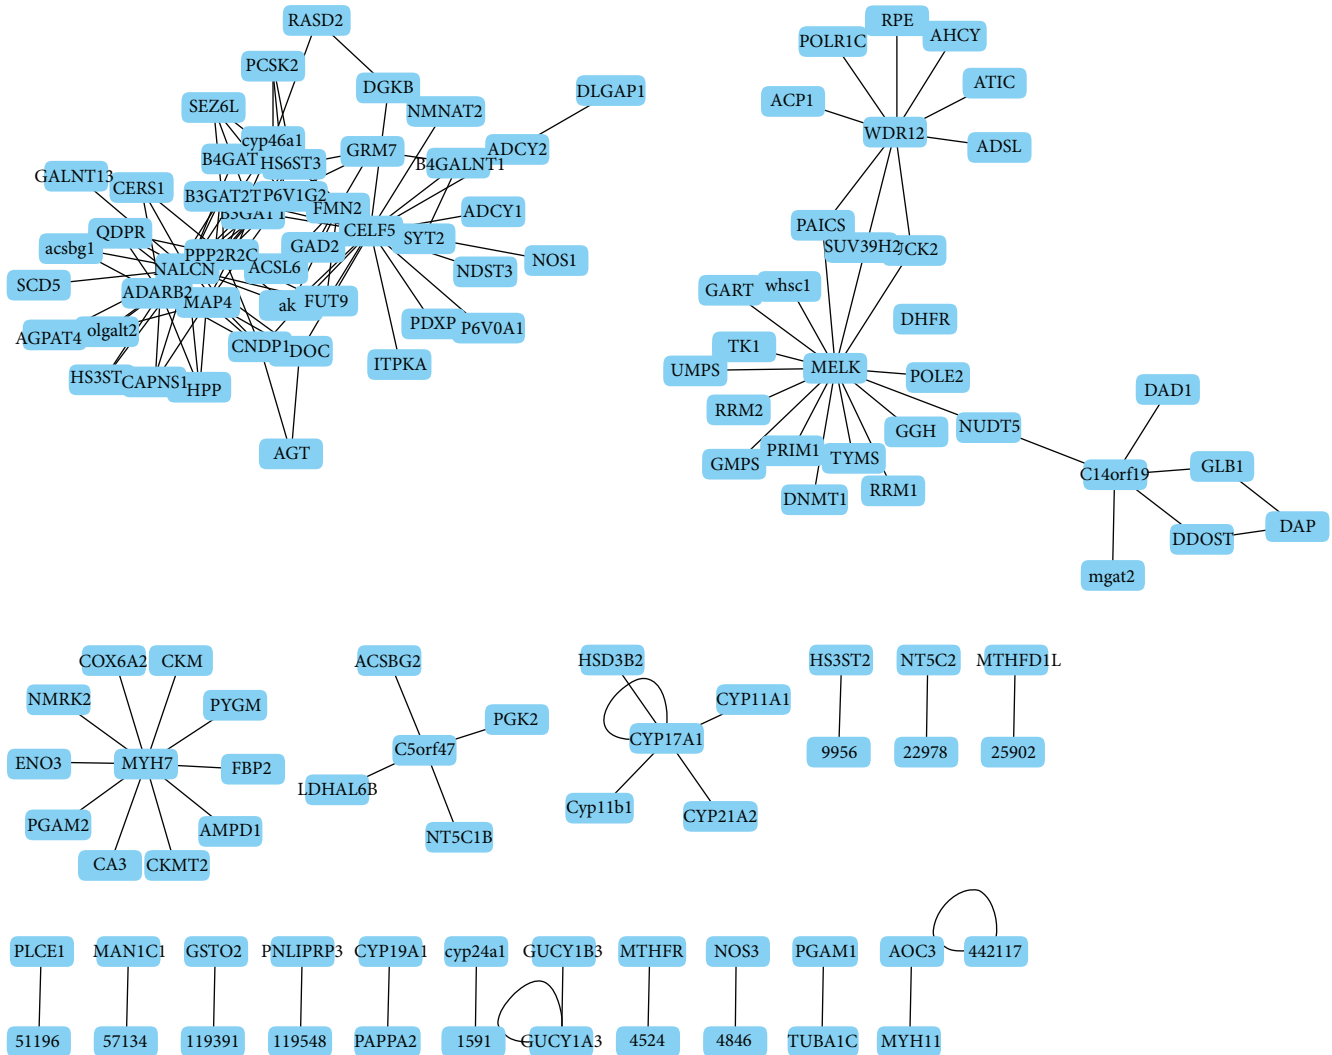 RASD2
PCSK2
DGKB
DLGAP1
SEZ6L
NMNAT2
cyp46a1
ADCY2
B4GAT
HS6ST3
GRM7
B4GALNT1
GALNT13
CERS1
B3GAT2
P6V1G2
FMN2
B3GAT1
ADCY1
QDPR
CELF5
SYT2
acsbg1
PPP2R2C
GAD2
NOS1
NALCN
ACSL6
NDST3
SCD5
ADARB2
MAP4
ak
FUT9
AGPAT4
olgalt2
PDXP
P6V0A1
CNDP1
DOC
ITPKA
HS3ST
CAPNS1
HPP
AGT
RPE
POLR1C
AHCY
ATIC
ACP1
WDR12
ADSL
PAICS
SUV39H2
CK2
GART
whsc1
DHFR
TK1
UMPS
MELK
POLE2
RRM2
GGH
NUDT5
DAD1
GMPS
PRIM1
TYMS
DNMT1
RRM1
C14orf19
GLB1
DDOST
DAP
mgat2
COX6A2
CKM
NMRK2
PYGM
ENO3
MYH7
FBP2
PGAM2
AMPD1
CA3
CKMT2
ACSBG2
PGK2
C5orf47
LDHAL6B
NT5C1B
HSD3B2
CYP11A1
CYP17A1
Cyp11b1
CYP21A2
HS3ST2
NT5C2
MTHFD1L
9956
22978
25902
PLCE1
MAN1C1
GSTO2
PNLIPRP3
CYP19A1
cyp24a1
GUCY1B3
MTHFR
NOS3
PGAM1
AOC3
442117
51196
57134
119391
119548
PAPPA2
1591
GUCY1A3
4524
4846
TUBA1C
MYH11